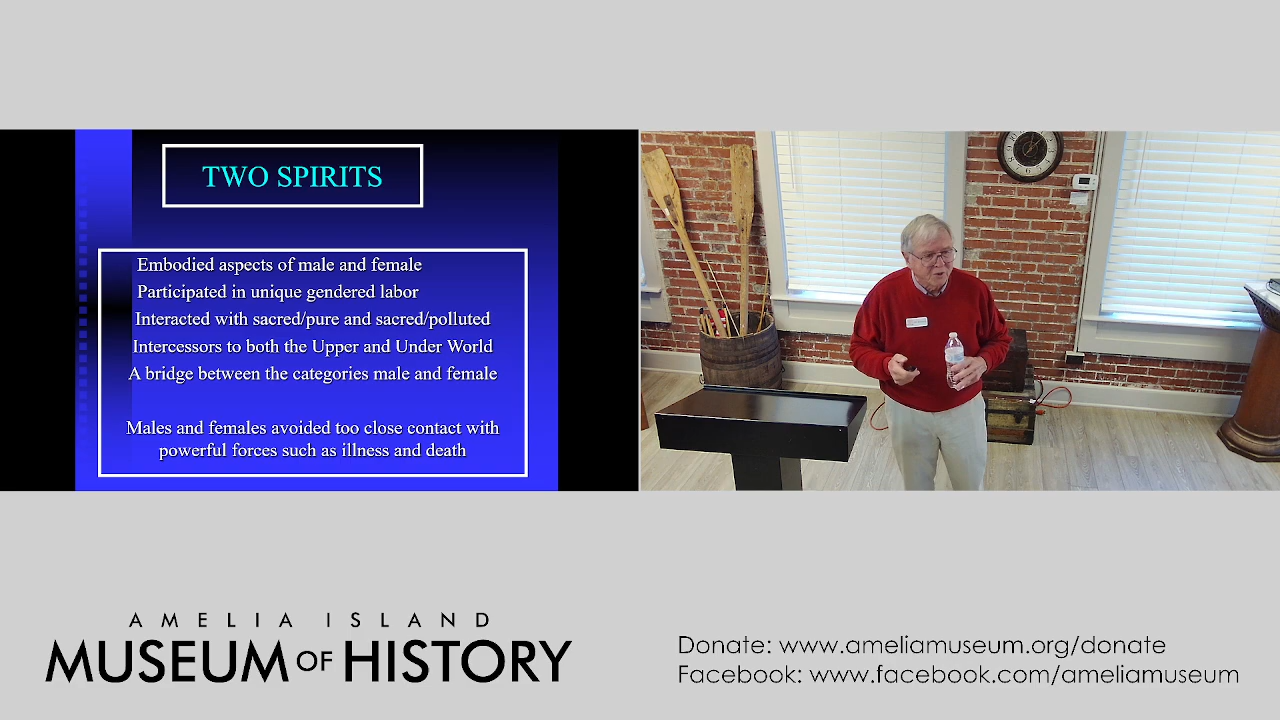 TWO SPIRITS
Embodied aspects of male and female
Participated in unique gendered labor
Interacted with sacred/pure and sacred/polluted
Intercessors to both the Upper and Under World
A bridge between the categories male and female
Males and females avoided too close contact with
powerful forces such as illness and death
AMELIA ISLAND
MUSEUM OF HISTORY
Donate: www.ameliamuseum.org/donate
Facebook: www.facebook.com/ameliamuseum